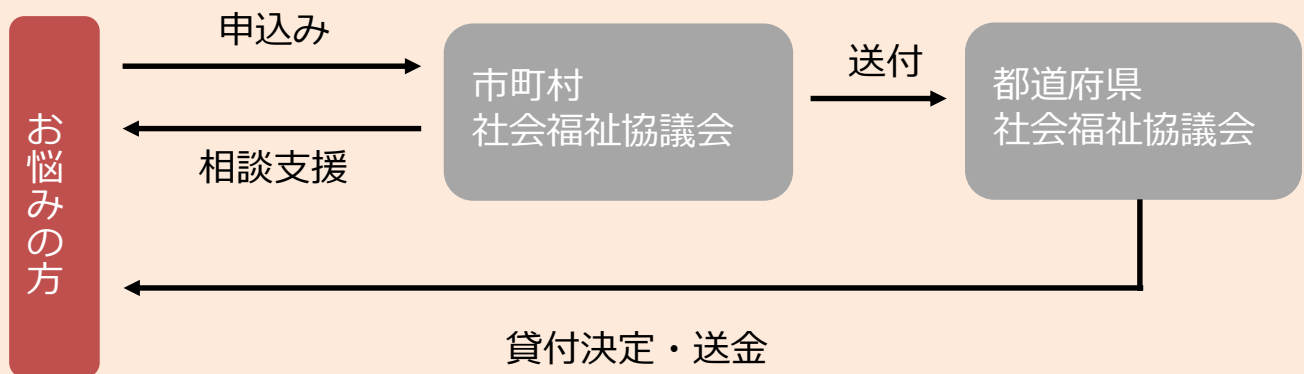 お悩みの方
申込み
相談支援
市町村
社会福祉協議会
送付
都道府県
社会福祉協議会
貸付決定・送金